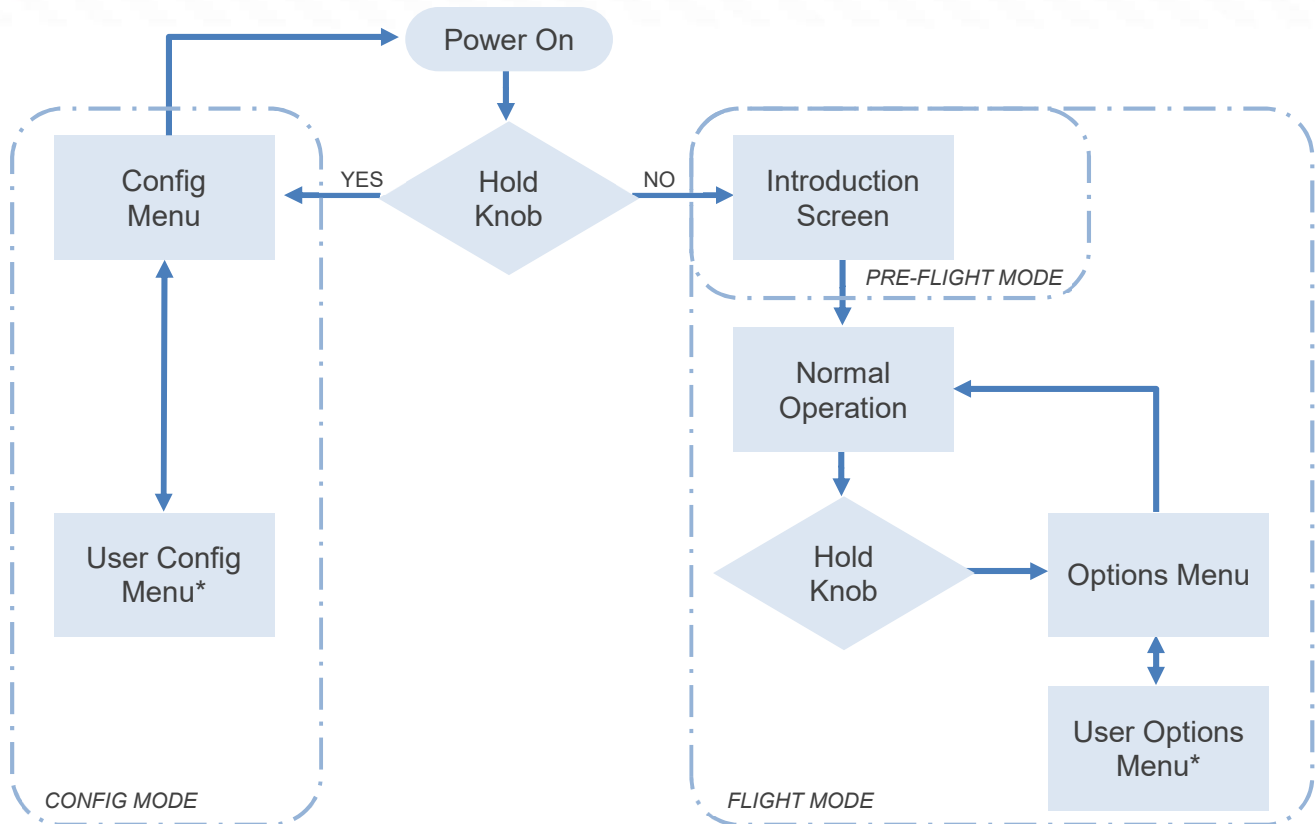 Power On
Config
Menu
YES
Hold
Knob
NO
Introduction
Screen
PRE-FLIGHT MODE
Normal
Operation
User Config
Menu*
Hold
Knob
Options Menu
User Options
Menu*
CONFIG MODE
FLIGHT MODE